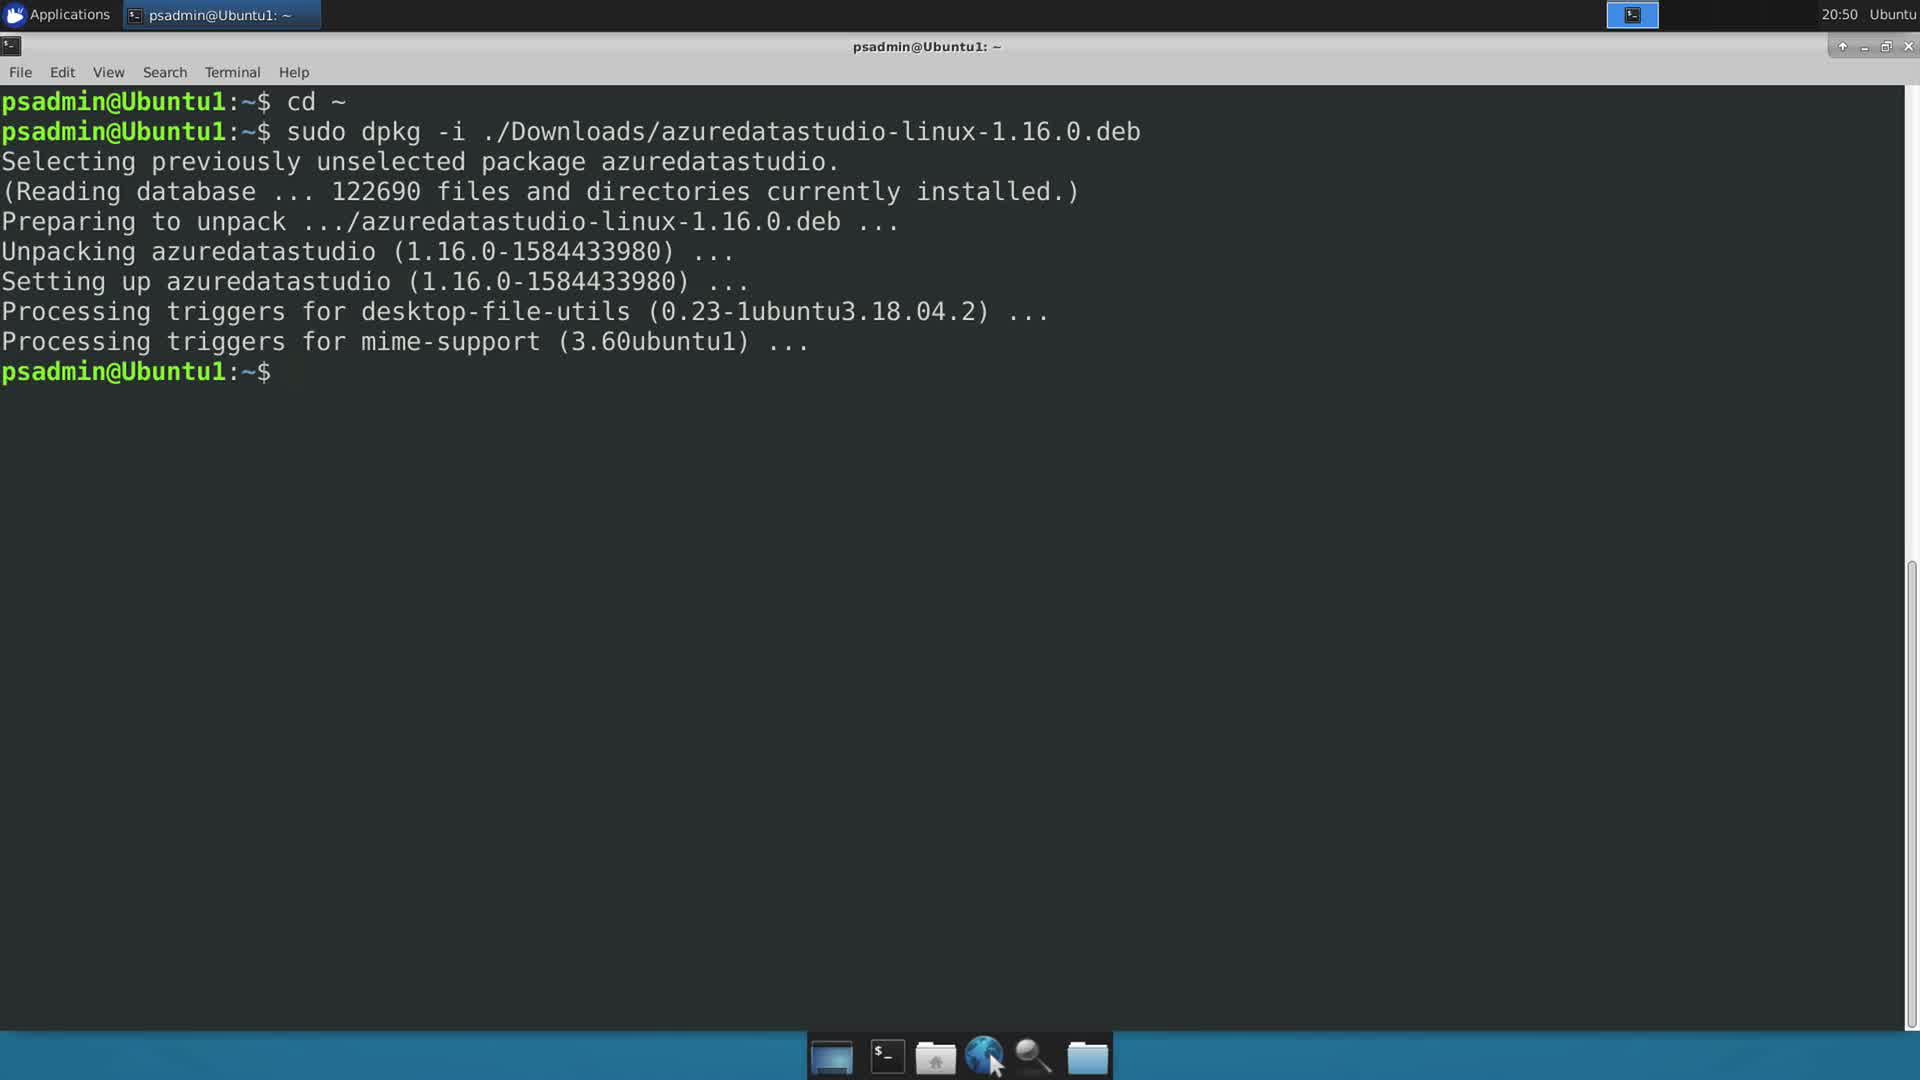 Applications psadmin@Ubuntu1: ~ 20:50 Ubuntu
psadmin@Ubuntu1: ~
File Edit View Search Terminal Help
psadmin@Ubuntu1:~$ cd ~
psadmin@Ubuntu1:~$ sudo dpkg -i ./Downloads/azuredatastudio-linux-1.16.0.deb
Selecting previously unselected package azuredatastudio.
(Reading database ... 122690 files and directories currently installed.)
Preparing to unpack .../azuredatastudio-linux-1.16.0.deb ...
Unpacking azuredatastudio (1.16.0-1584433980) ...
Setting up azuredatastudio (1.16.0-1584433980) ...
Processing triggers for desktop-file-utils (0.23-1ubuntu3.18.04.2) ...
Processing triggers for mime-support (3.60ubuntu1) ...
psadmin@Ubuntu1:~$